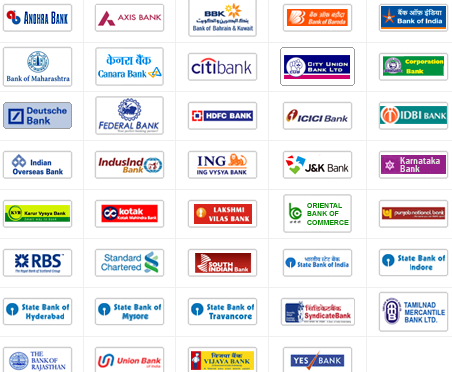 ANDHRA BANK
AXIS BANK
BBK
Bank of Bahrain & Kuwait
बैंक ऑफ़ बड़ौदा
Bank of Baroda
बैंक ऑफ इंडिया
Bank of India
Bank of Maharashtra
केनरा बैंक
Canara Bank
citibank
CITY UNION
BANK LTD
CUB
Corporation
Bank
Deutsche
Bank
FEDERAL BANK
HDFC BANK
ICICI Bank
IDBI BANK
Indian
Overseas Bank
IndusInd
Bank
ING
ING VYSYA BANK
J&K Bank
Karnataka
Bank
KVB
Karur Vysya Bank
kotak
Kotak Mahindra Bank
LAKSHMI
VILAS BANK
ORIENTAL
BANK OF
COMMERCE
punjab national bank
RBS
The Royal Bank of Scotland Group
Standard
Chartered
SOUTH
INDIAN Bank
भारतीय स्टेट बैंक
State Bank of India
State Bank of
Indore
State Bank of
Hyderabad
State Bank of
Mysore
State Bank of
Travancore
सिंडिकेटबैंक
SyndicateBank
TAMILNAD
MERCANTILE
BANK LTD.
THE
BANK OF
RAJASTHAN
Union Bank
of India
विजया बैंक
VIJAYA BANK
YES BANK